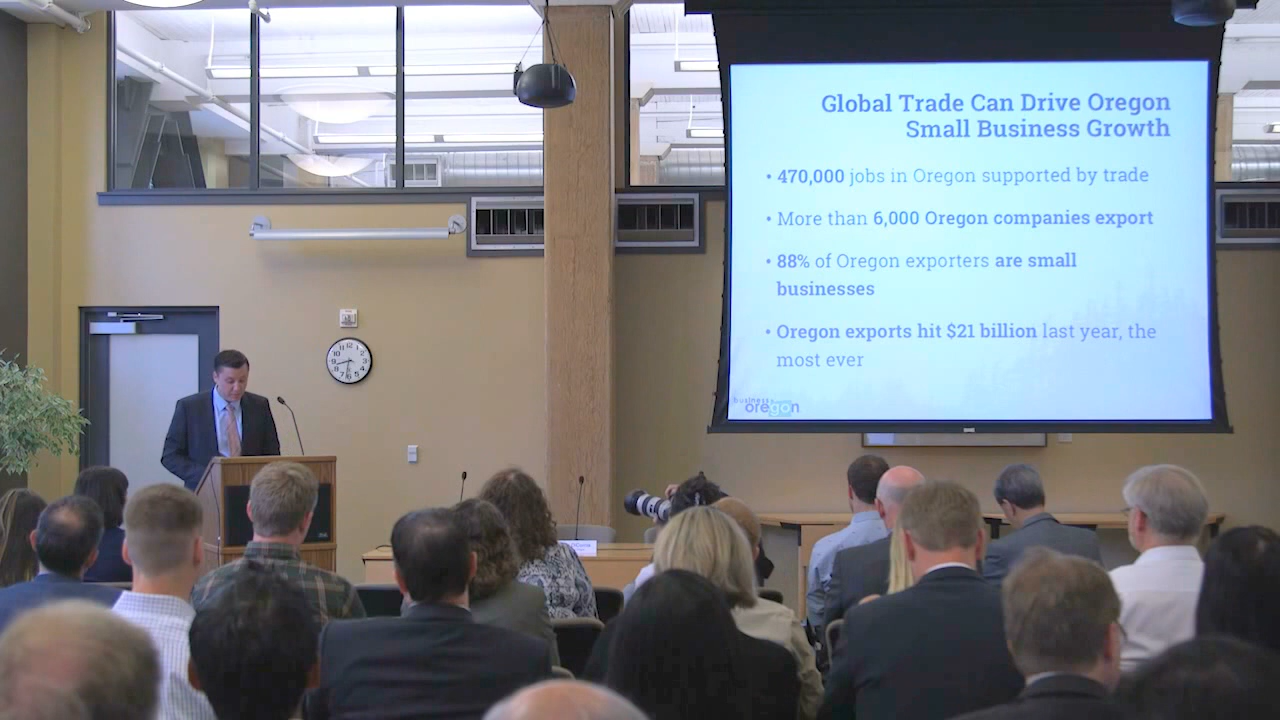 Global Trade Can Drive Oregon
Small Business Growth
• 470,000 jobs in Oregon supported by trade
• More than 6,000 Oregon companies export
• 88% of Oregon exporters are small
businesses
• Oregon exports hit $21 billion last year, the
most ever
business
oregon